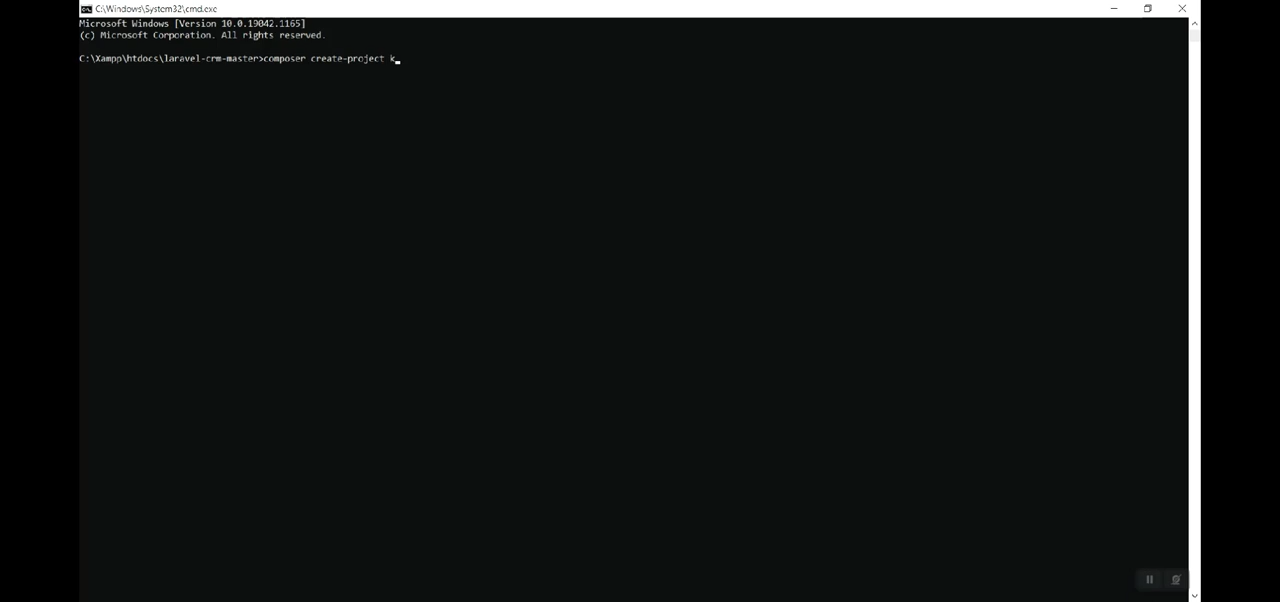 C:\Windows\System32\cmd.exe
Microsoft Windows [Version 10.0.19042.1165]
(c) Microsoft Corporation. All rights reserved.
C:\Xampp\htdocs\laravel-crm-master>composer create-project k